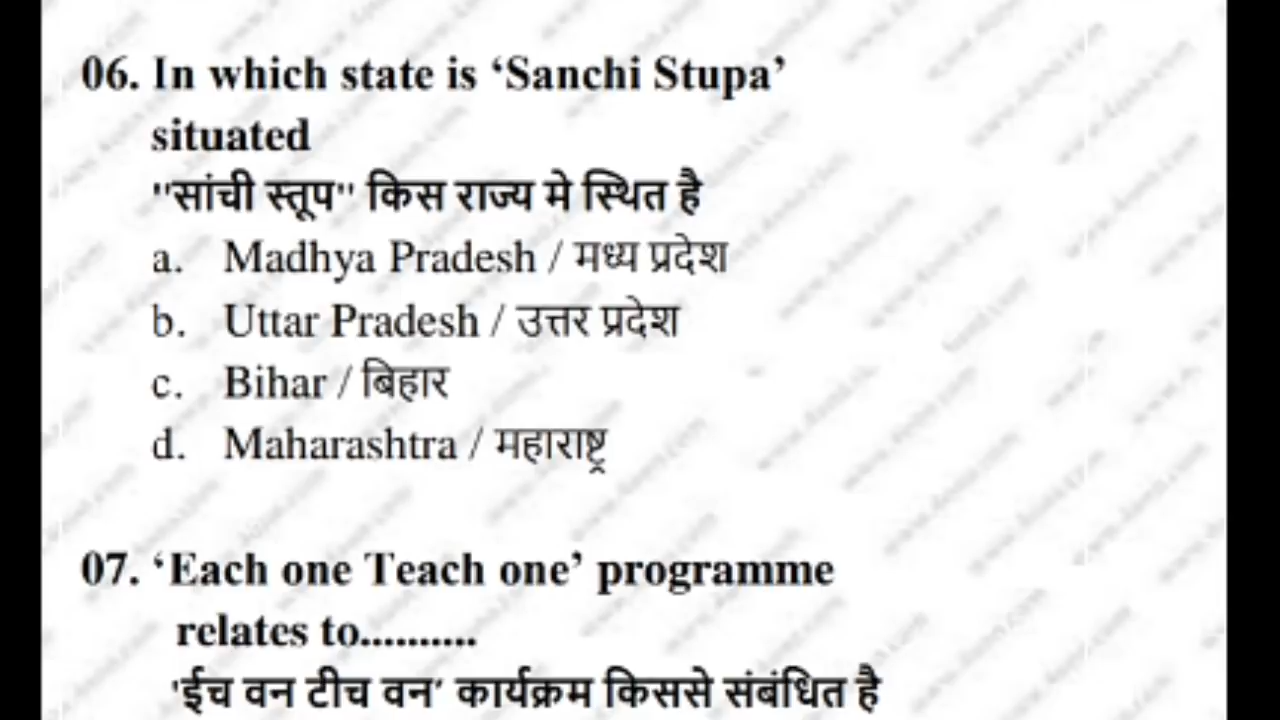 06. In which state is ‘Sanchi Stupa’
situated
"सांची स्तूप" किस राज्य मे स्थित है
a. Madhya Pradesh / मध्य प्रदेश
b. Uttar Pradesh / उत्तर प्रदेश
c. Bihar / बिहार
d. Maharashtra / महाराष्ट्र
07. ‘Each one Teach one’ programme
relates to..........
'ईच वन टीच वन’ कार्यक्रम किससे संबंधित है